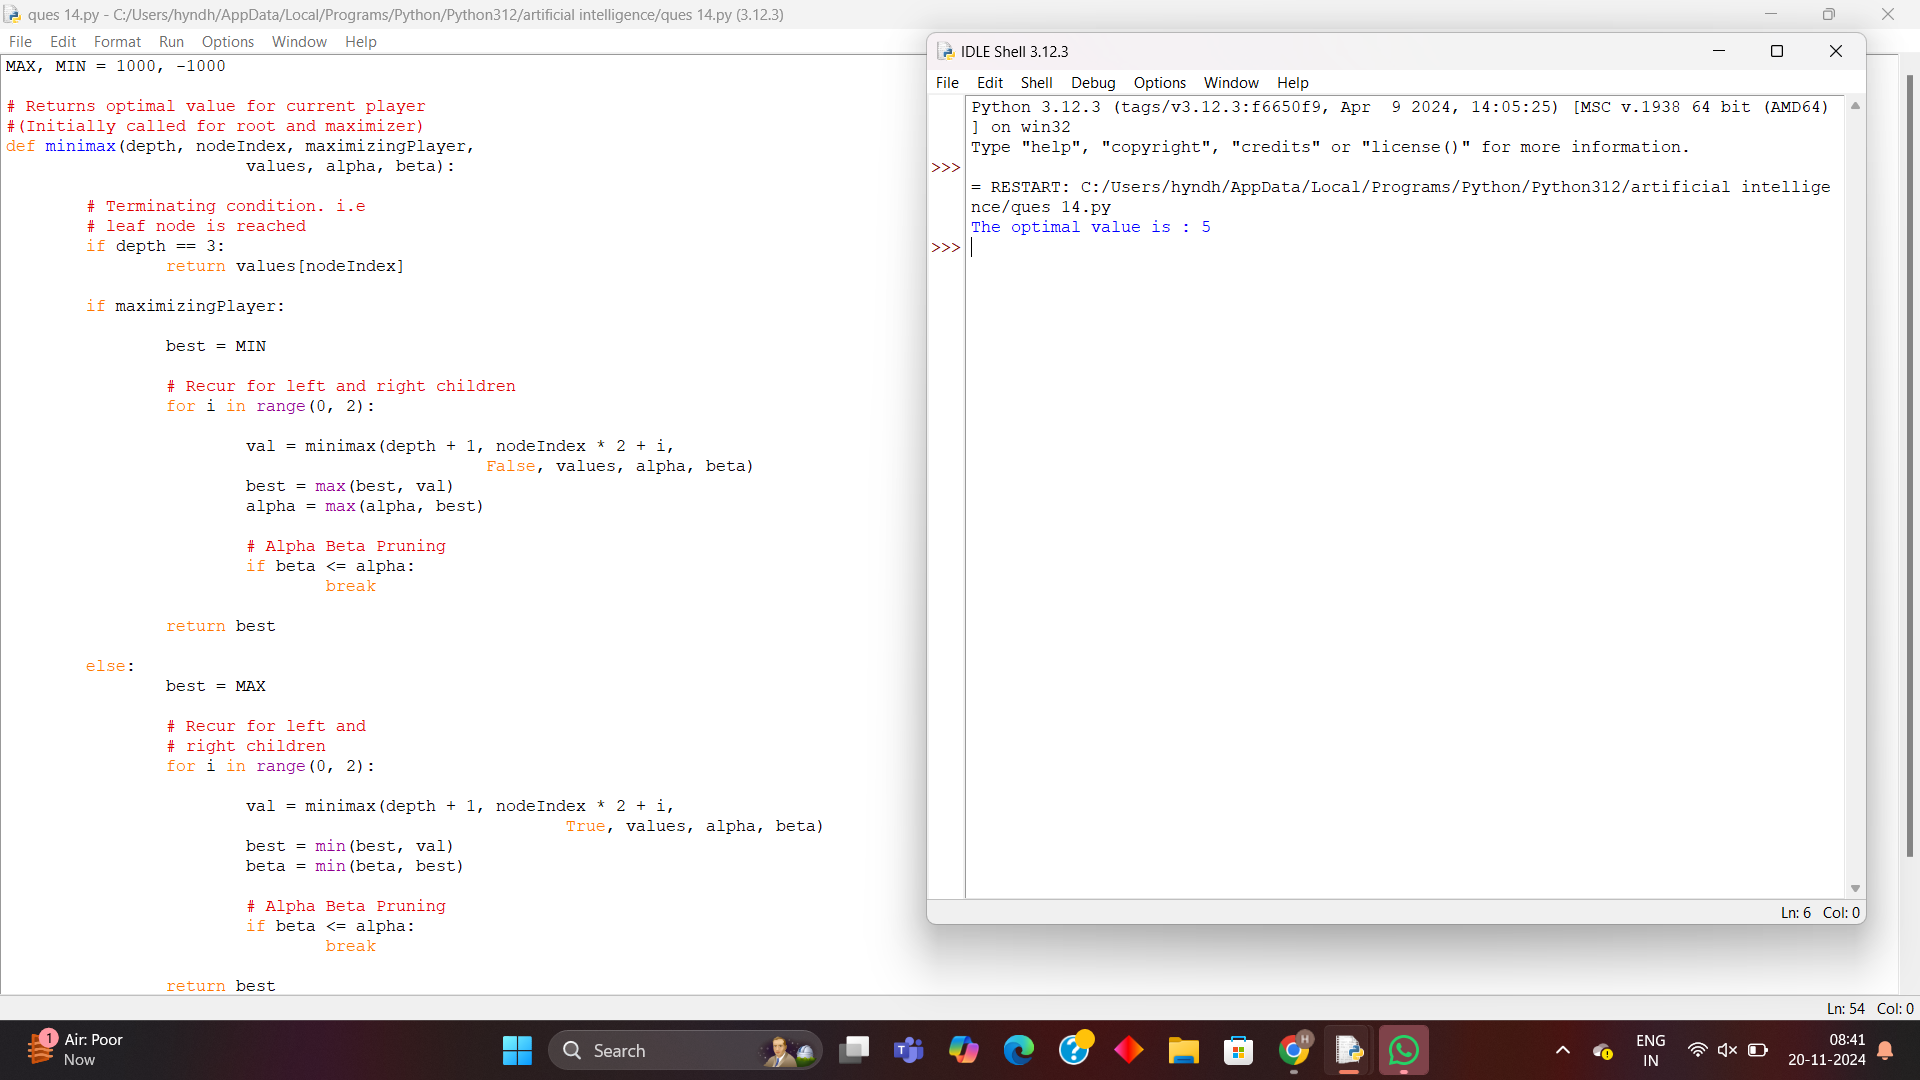 ques 14.py - C:/Users/hyndh/AppData/Local/Programs/Python/Python312/artificial intelligence/ques 14.py (3.12.3)
File Edit Format Run Options Window Help
MAX, MIN = 1000, -1000
# Returns optimal value for current player
#(Initially called for root and maximizer)
def minimax(depth, nodeIndex, maximizingPlayer,
values, alpha, beta):
# Terminating condition. i.e
# leaf node is reached
if depth == 3:
return values[nodeIndex]
if maximizingPlayer:
best = MIN
# Recur for left and right children
for i in range(0, 2):
val = minimax(depth + 1, nodeIndex * 2 + i,
False, values, alpha, beta)
best = max(best, val)
alpha = max(alpha, best)
# Alpha Beta Pruning
if beta <= alpha:
break
return best
else:
best = MAX
# Recur for left and
# right children
for i in range(0, 2):
val = minimax(depth + 1, nodeIndex * 2 + i,
True, values, alpha, beta)
best = min(best, val)
beta = min(beta, best)
# Alpha Beta Pruning
if beta <= alpha:
break
return best
Ln: 54 Col: 0
IDLE Shell 3.12.3
File Edit Shell Debug Options Window Help
Python 3.12.3 (tags/v3.12.3:f6650f9, Apr  9 2024, 14:05:25) [MSC v.1938 64 bit (AMD64)
] on win32
Type "help", "copyright", "credits" or "license()" for more information.
>>>
= RESTART: C:/Users/hyndh/AppData/Local/Programs/Python/Python312/artificial intellige
nce/ques 14.py
The optimal value is : 5
>>>
Ln: 6 Col: 0
1
Air: Poor
Now
Search
H
ENG
IN
08:41
20-11-2024